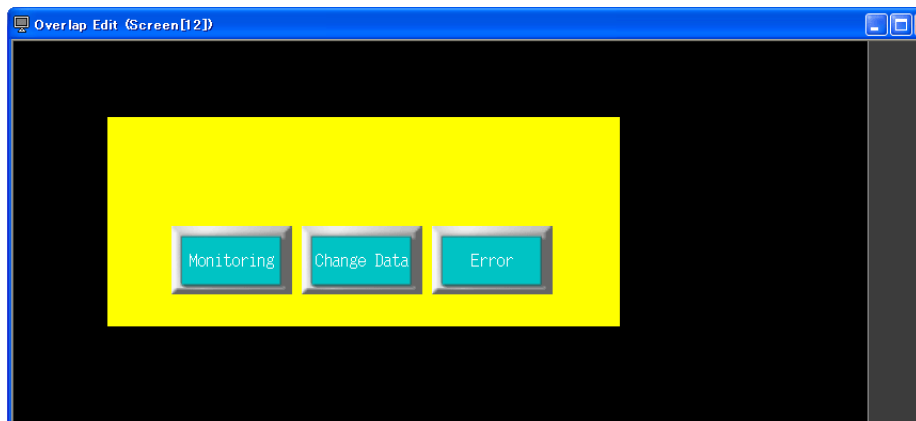 Overlap Edit (Screen[12])
Monitoring Change Data Error